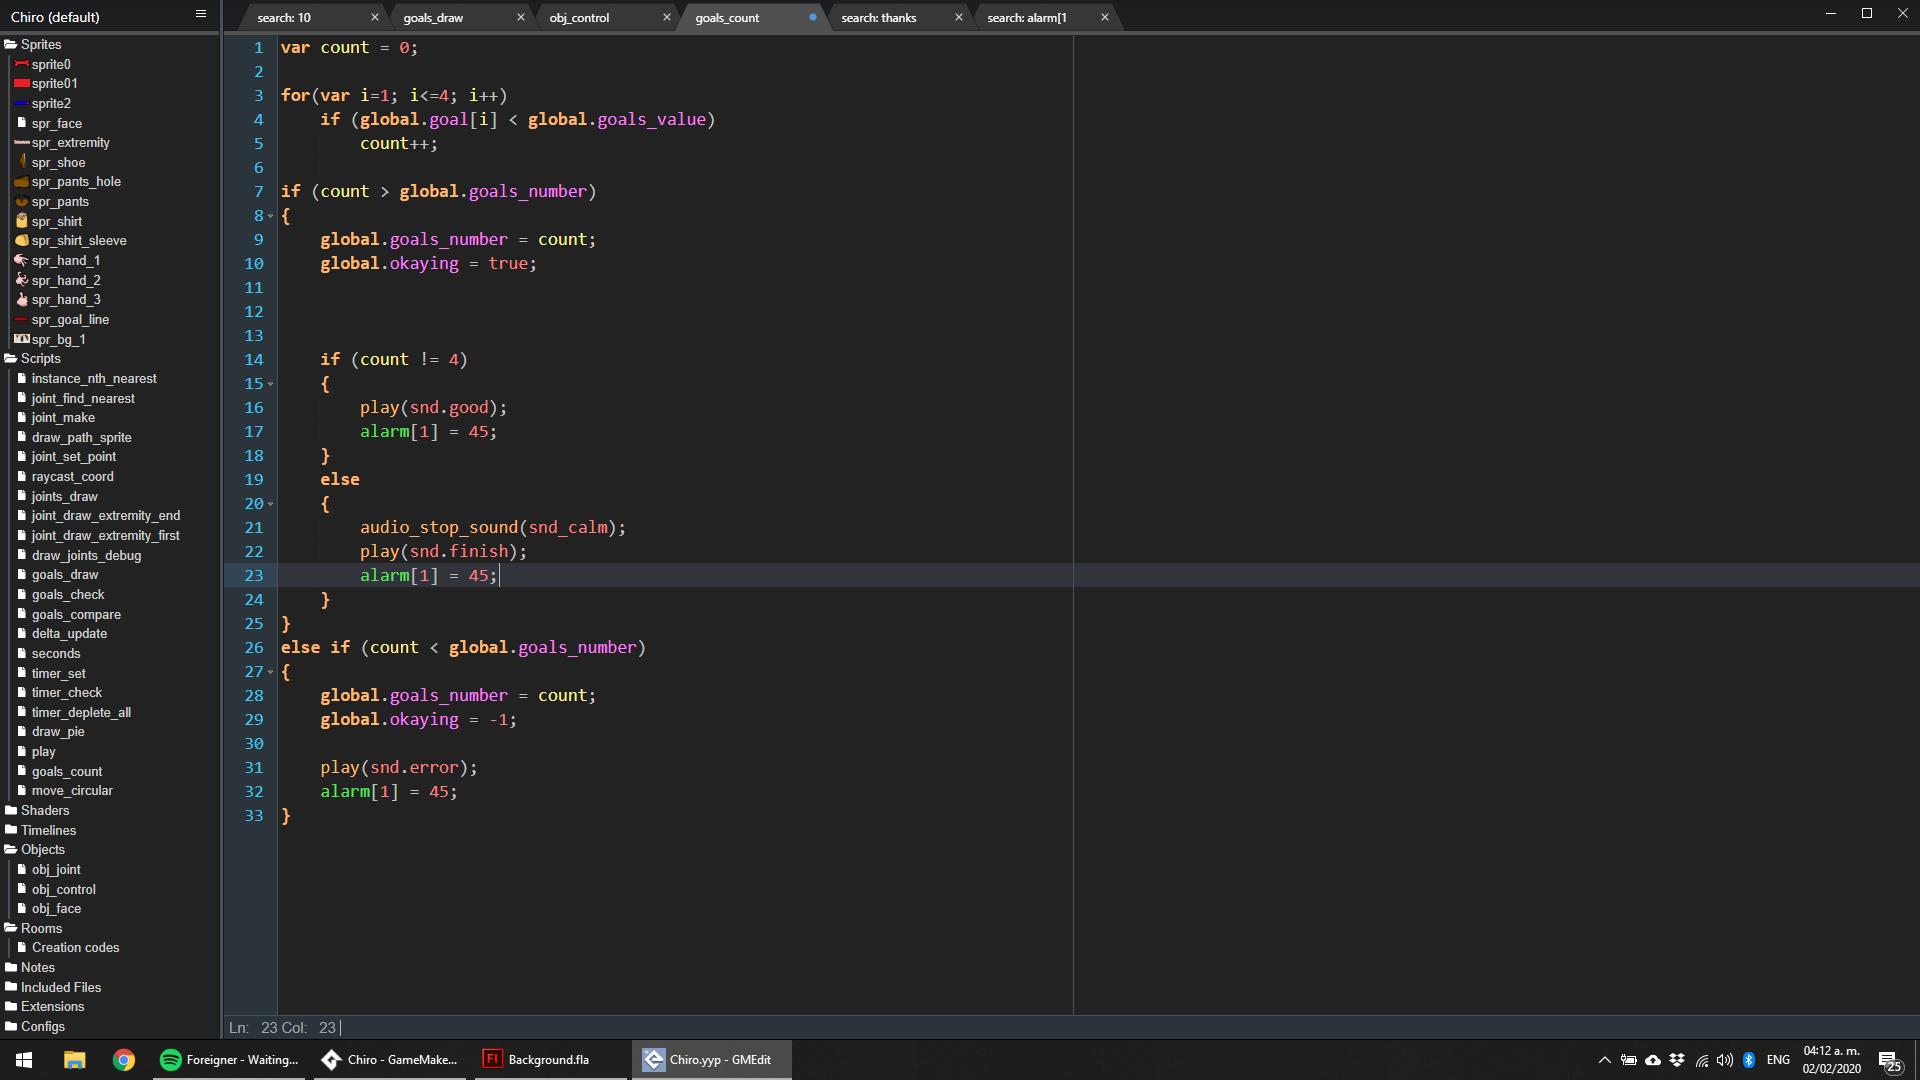 Chiro (default)
search: 10
goals_draw
obj_control
goals_count
search: thanks
search: alarm[1
Sprites
sprite0
sprite01
sprite2
spr_face
spr_extremity
spr_shoe
spr_pants_hole
spr_pants
spr_shirt
spr_shirt_sleeve
spr_hand_1
spr_hand_2
spr_hand_3
spr_goal_line
spr_bg_1
Scripts
instance_nth_nearest
joint_find_nearest
joint_make
draw_path_sprite
joint_set_point
raycast_coord
joints_draw
joint_draw_extremity_end
joint_draw_extremity_first
draw_joints_debug
goals_draw
goals_check
goals_compare
delta_update
seconds
timer_set
timer_check
timer_deplete_all
draw_pie
play
goals_count
move_circular
Shaders
Timelines
Objects
obj_joint
obj_control
obj_face
Rooms
Creation codes
Notes
Included Files
Extensions
Configs
1 var count = 0;
2
3 for(var i=1; i<=4; i++)
4 if (global.goal[i] < global.goals_value)
5 count++;
6
7 if (count > global.goals_number)
8 {
9 global.goals_number = count;
10 global.okaying = true;
11
12
13
14 if (count != 4)
15 {
16 play(snd.good);
17 alarm[1] = 45;
18 }
19 else
20 {
21 audio_stop_sound(snd_calm);
22 play(snd.finish);
23 alarm[1] = 45;
24 }
25 }
26 else if (count < global.goals_number)
27 {
28 global.goals_number = count;
29 global.okaying = -1;
30
31 play(snd.error);
32 alarm[1] = 45;
33 }
Ln: 23 Col: 23
Foreigner - Waiting...
Chiro - GameMake...
Fl
Background.fla
Chiro.yyp - GMEdit
ENG
04:12 a. m.
02/02/2020
25